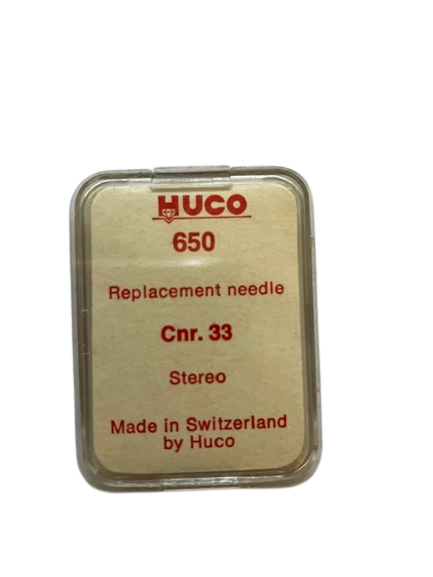 HUCO
650
Replacement needle
Cnr. 33
Stereo
Made in Switzerland
by Huco